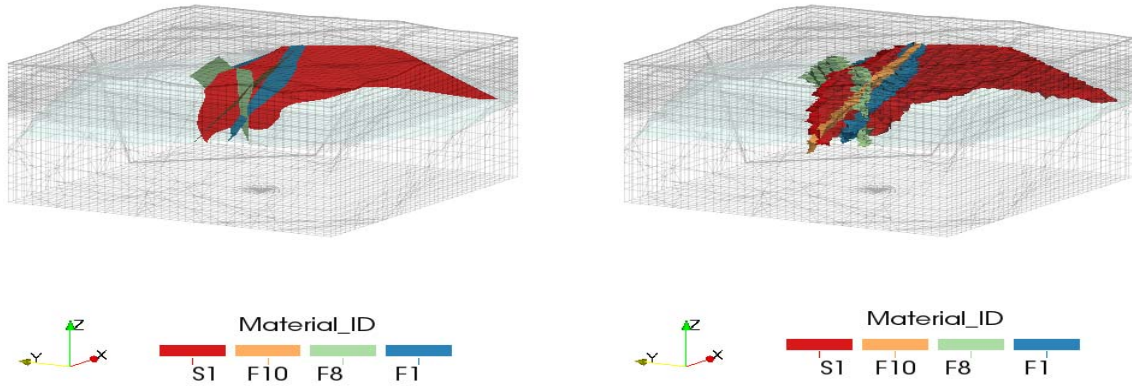 Material_ID
Z
Y
X
S1 F10 F8 F1
Material_ID
Z
Y
X
S1 F10 F8 F1